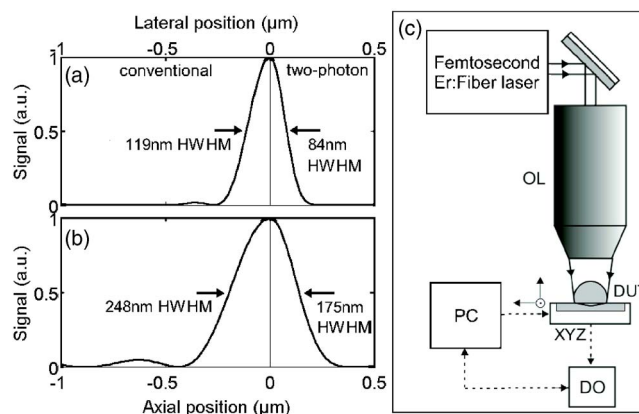 Lateral position (µm)
-1 -0.5 0 0.5
(a) conventional two-photon
Signal (a.u.)
1
0.5
0
119nm HWHM
84nm
HWHM
(b)
Signal (a.u.)
1
0.5
0
248nm HWHM
175nm
HWHM
-1 -0.5 0 0.5
Axial position (µm)
(c)
Femtosecond
Er:Fiber laser
OL
DUT
PC
XYZ
DO